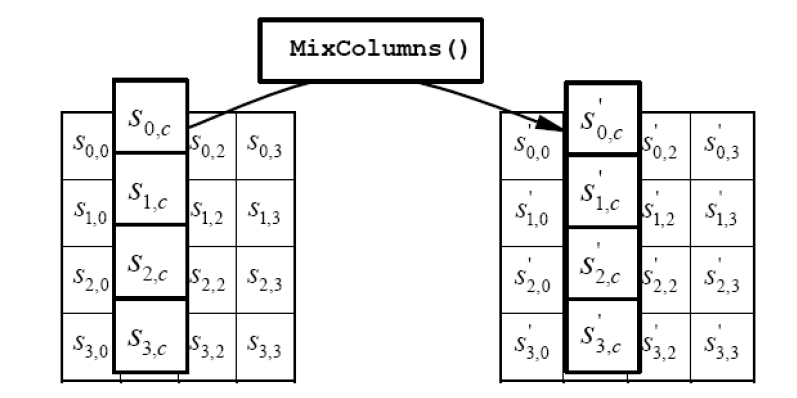 MixColumns()
s0,0 s0,c s0,2 s0,3 s'0,0 s'0,c s'0,2 s'0,3
s1,0 s1,c s1,2 s1,3 s'1,0 s'1,c s'1,2 s'1,3
s2,0 s2,c s2,2 s2,3 s'2,0 s'2,c s'2,2 s'2,3
s3,0 s3,c s3,2 s3,3 s'3,0 s'3,c s'3,2 s'3,3